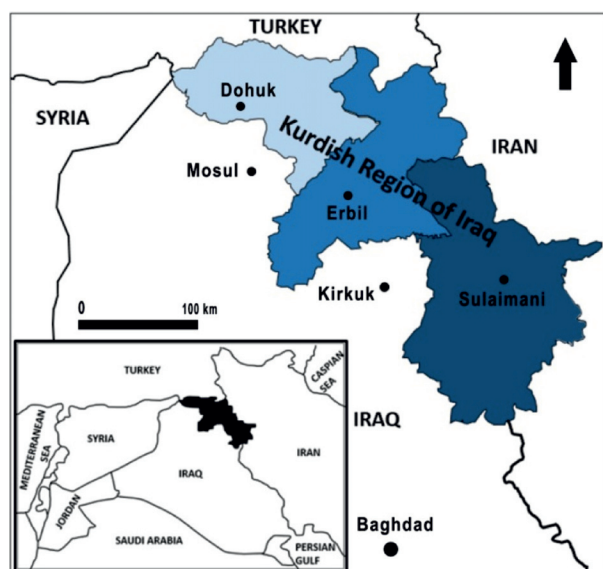 TURKEY
Dohuk
SYRIA
Kurdish Region of Iraq
IRAN
Mosul
Erbil
0 100 km
Kirkuk
Sulaimani
IRAQ
Baghdad
TURKEY
CASPIAN
SEA
MEDITERRANEAN
SEA
SYRIA
IRAQ
IRAN
JORDAN
SAUDI ARABIA
PERSIAN
GULF